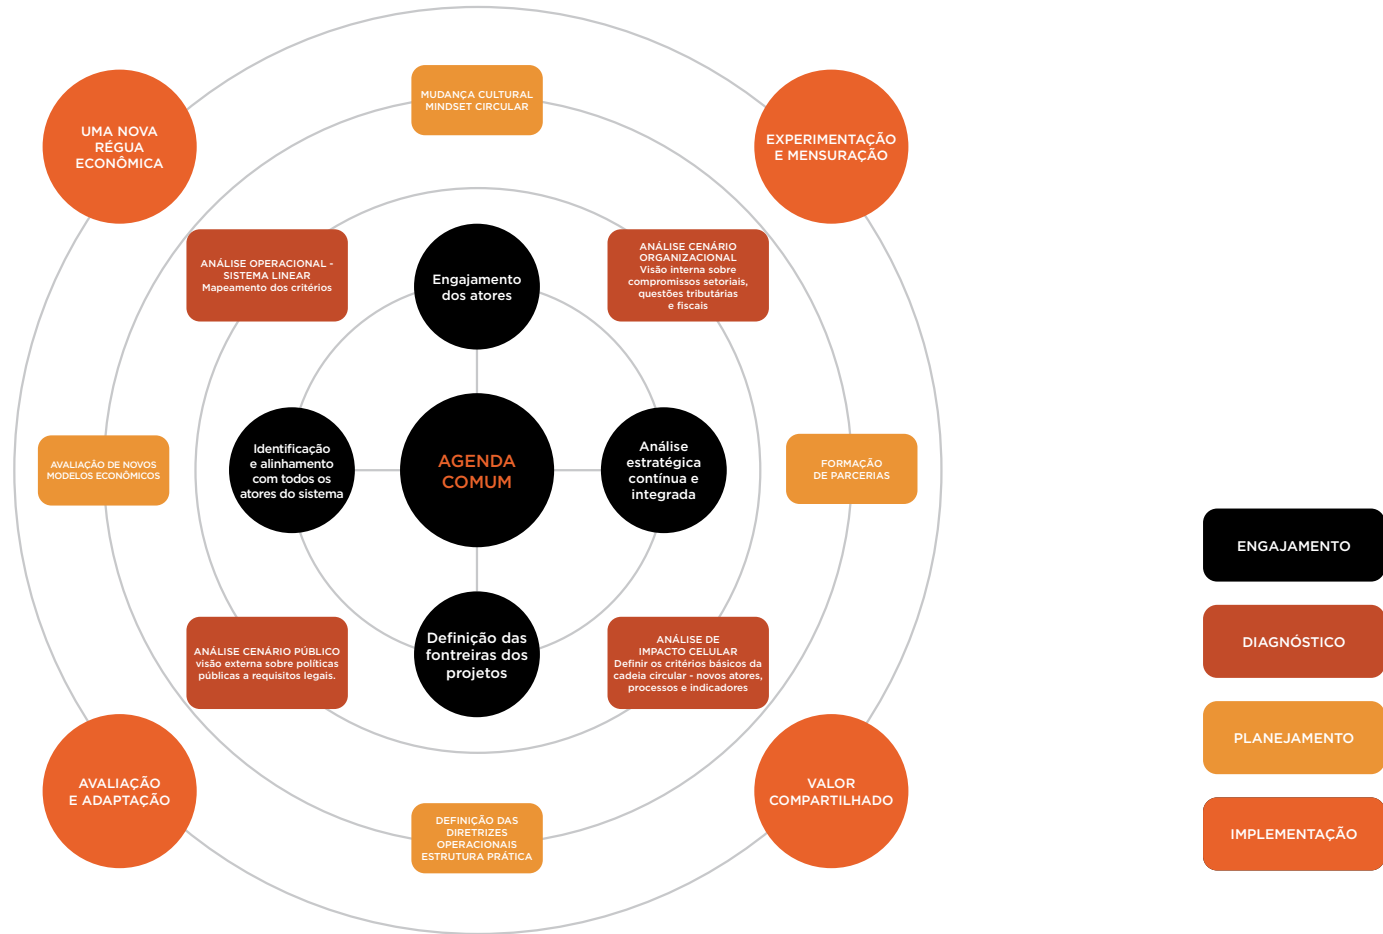 MUDANÇA CULTURAL
MINDSET CIRCULAR
UMA NOVA
RÉGUA
ECONÔMICA
EXPERIMENTAÇÃO
E MENSURAÇÃO
ANÁLISE OPERACIONAL -
SISTEMA LINEAR
Mapeamento dos critérios
Engajamento
dos atores
ANÁLISE CENÁRIO
ORGANIZACIONAL
Visão interna sobre
compromissos setoriais,
questões tributárias
e fiscais
AVALIAÇÃO DE NOVOS
MODELOS ECONÔMICOS
Identificação
e alinhamento
com todos os
atores do sistema
AGENDA
COMUM
Análise
estratégica
contínua e
integrada
FORMAÇÃO
DE PARCERIAS
ANÁLISE CENÁRIO PÚBLICO
visão externa sobre políticas
públicas a requisitos legais.
Definição das
fontreiras dos
projetos
ANÁLISE DE
IMPACTO CELULAR
Definir os critérios básicos da
cadeia circular - novos atores,
processos e indicadores
AVALIAÇÃO
E ADAPTAÇÃO
DEFINIÇÃO DAS
DIRETRIZES
OPERACIONAIS
ESTRUTURA PRÁTICA
VALOR
COMPARTILHADO
ENGAJAMENTO
DIAGNÓSTICO
PLANEJAMENTO
IMPLEMENTAÇÃO